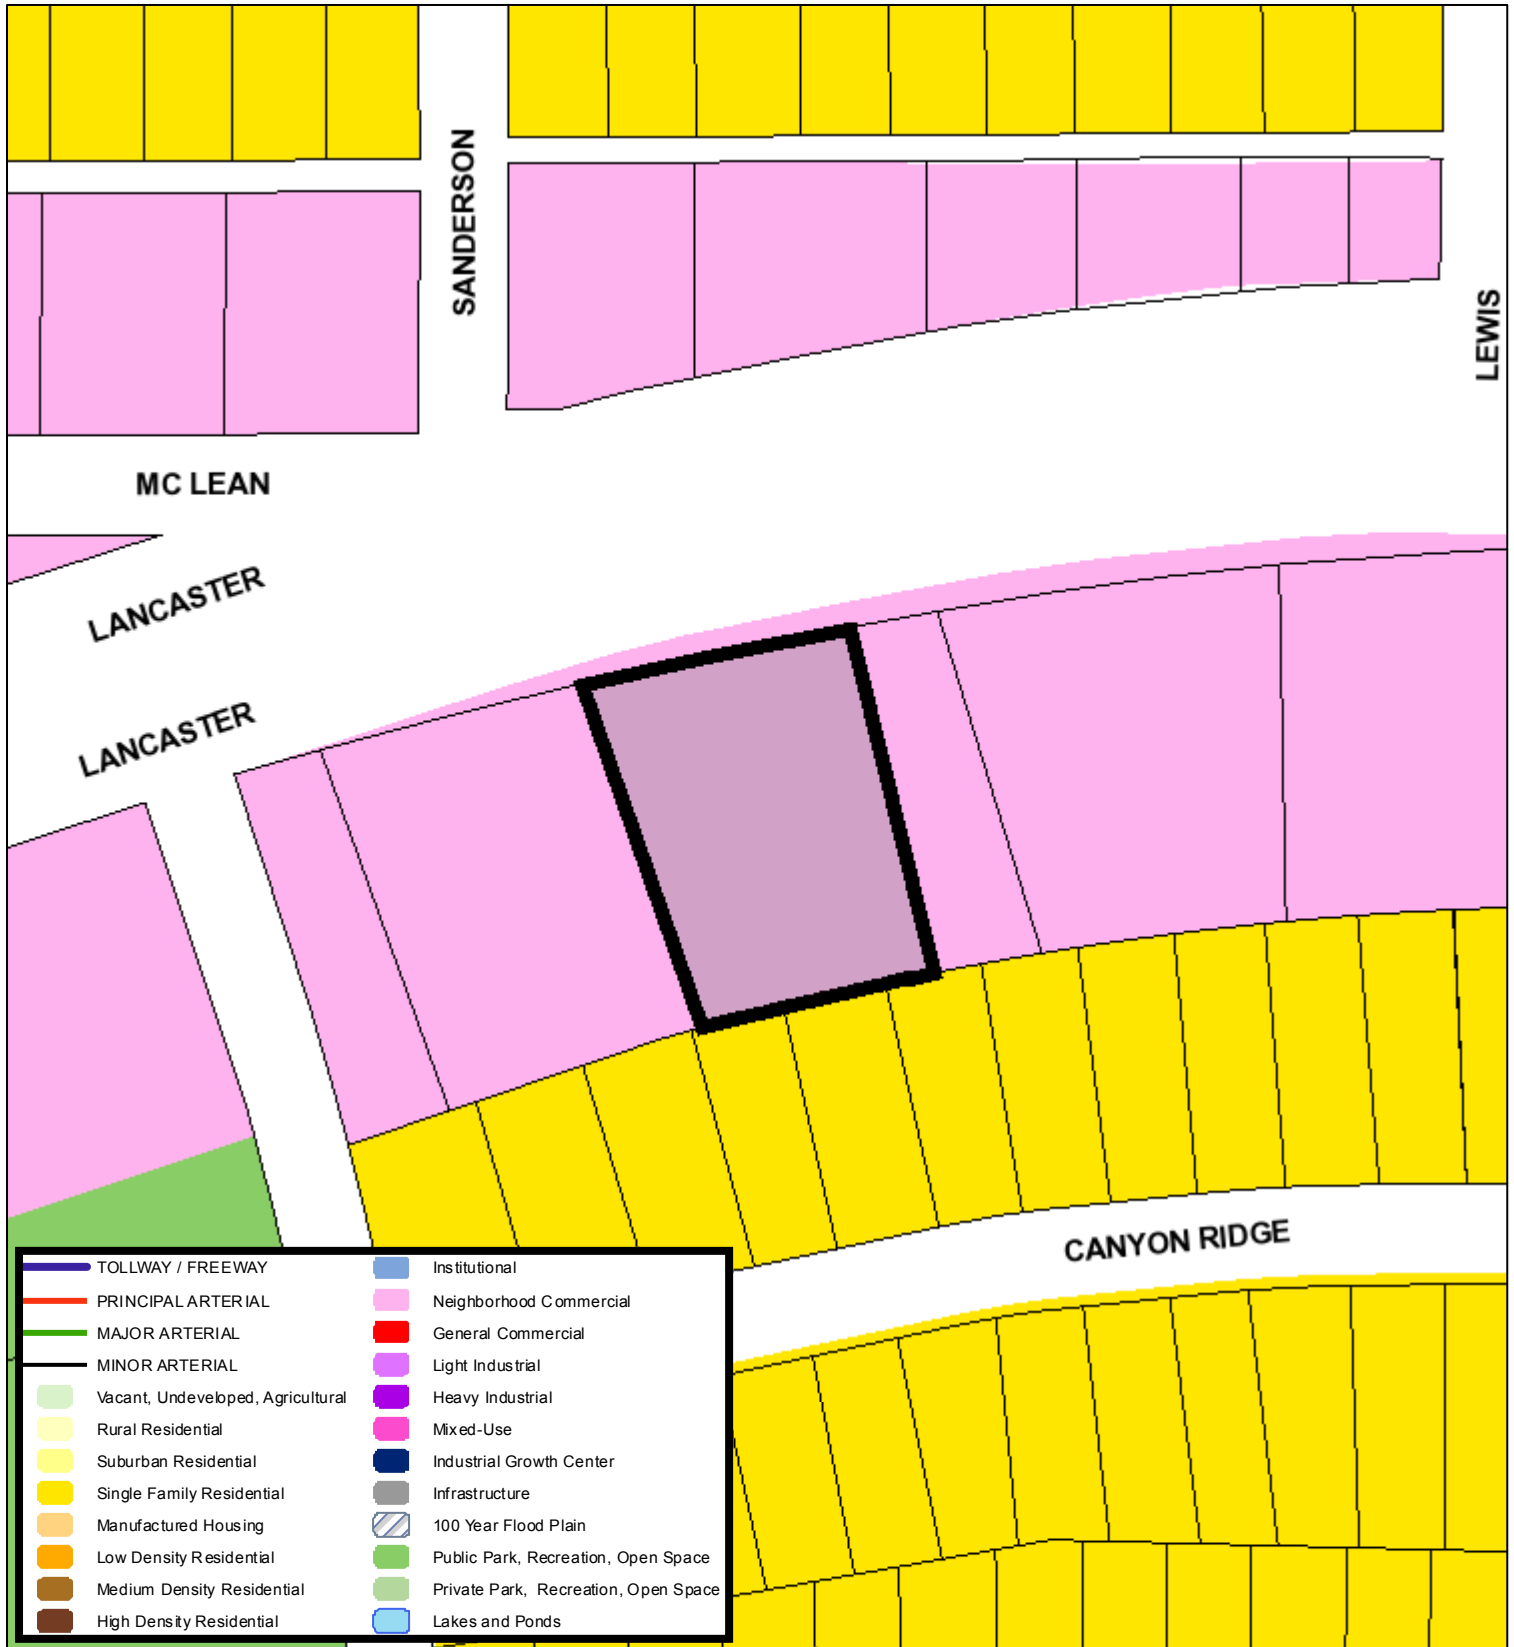 SANDERSON
LEWIS
MC LEAN
LANCASTER
LANCASTER
CANYON RIDGE
TOLLWAY / FREEWAY
PRINCIPAL ARTERIAL
MAJOR ARTERIAL
MINOR ARTERIAL
Vacant, Undeveloped, Agricultural
Rural Residential
Suburban Residential
Single Family Residential
Manufactured Housing
Low Density Residential
Medium Density Residential
High Density Residential
Institutional
Neighborhood Commercial
General Commercial
Light Industrial
Heavy Industrial
Mixed-Use
Industrial Growth Center
Infrastructure
100 Year Flood Plain
Public Park, Recreation, Open Space
Private Park, Recreation, Open Space
Lakes and Ponds